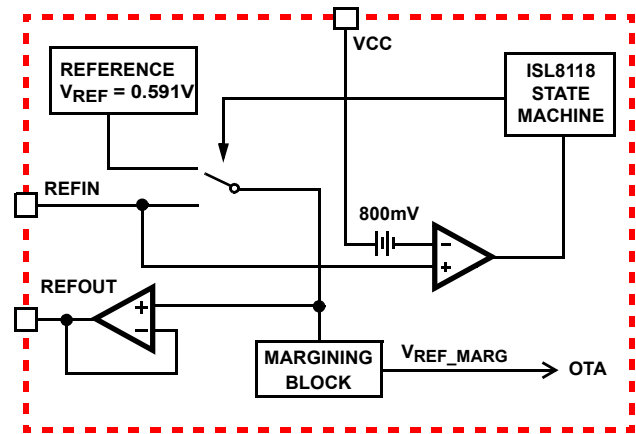 VCC
REFERENCE
VREF = 0.591V
ISL8118
STATE
MACHINE
REFIN
800mV
−
+
REFOUT
+
−
MARGINING
BLOCK
VREF_MARG
OTA